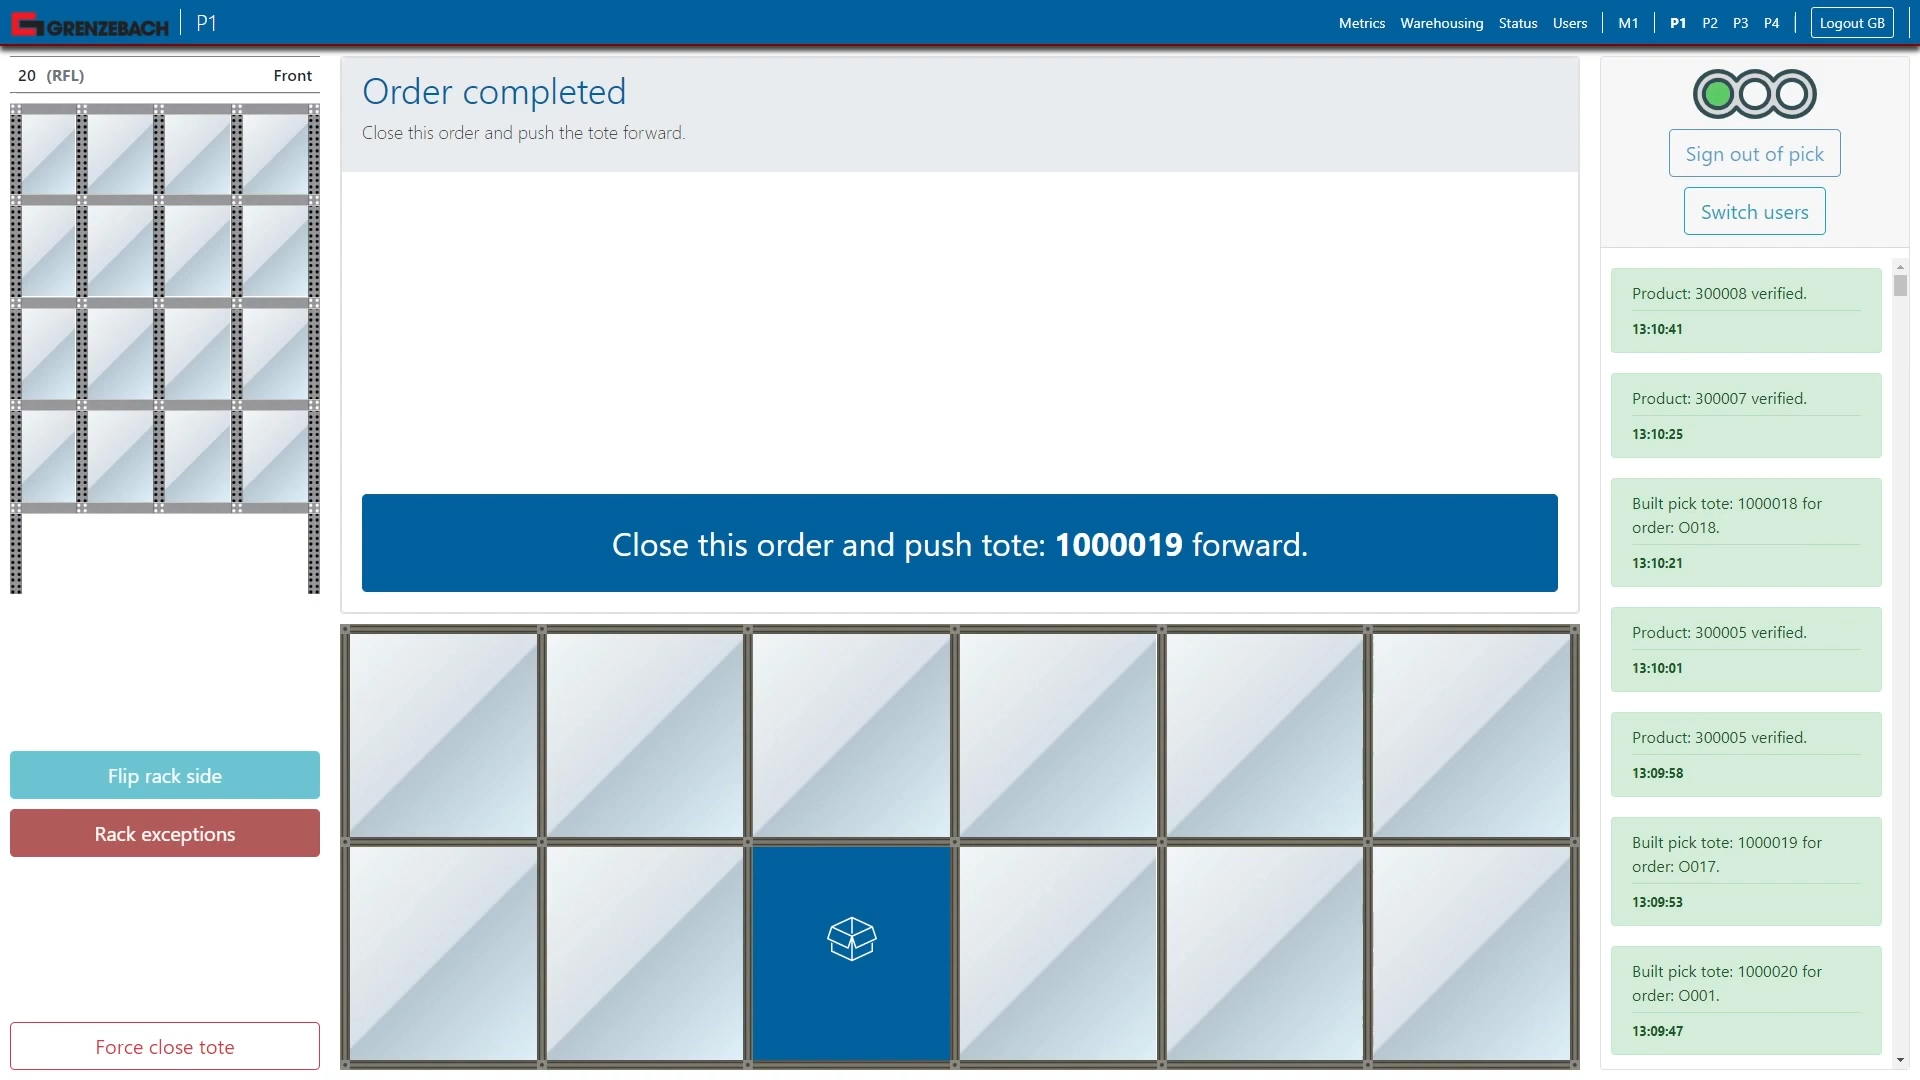 GRENZEBACH
P1
Metrics
Warehousing
Status
Users
M1
P1
P2
P3
P4
Logout GB
20 (RFL)
Front
Flip rack side
Rack exceptions
Force close tote
Order completed
Close this order and push the tote forward.
Close this order and push tote: 1000019 forward.
Sign out of pick
Switch users
Product: 300008 verified.
13:10:41
Product: 300007 verified.
13:10:25
Built pick tote: 1000018 for
order: O018.
13:10:21
Product: 300005 verified.
13:10:01
Product: 300005 verified.
13:09:58
Built pick tote: 1000019 for
order: O017.
13:09:53
Built pick tote: 1000020 for
order: O001.
13:09:47